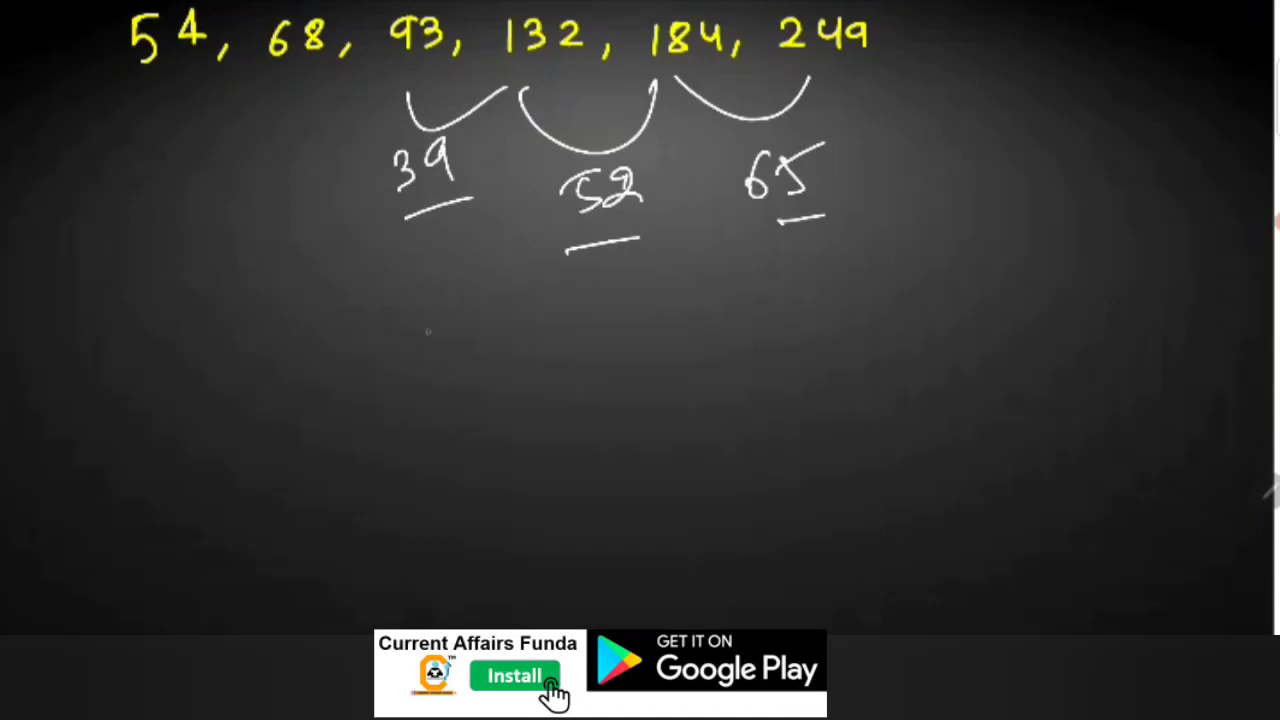 54, 68, 93, 132, 184, 249
39 52 65
Current Affairs Funda
Install
GET IT ON
Google Play